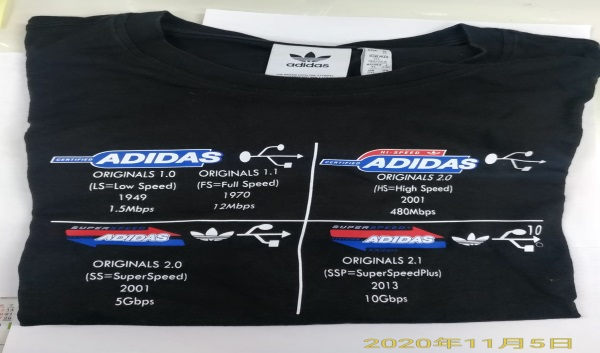 adidas
CERTIFIED ADIDAS
ORIGINALS 1.0
(LS=Low Speed)
1949
1.5Mbps
ORIGINALS 1.1
(FS=Full Speed)
1970
12Mbps
HI-SPEED
CERTIFIED ADIDAS
ORIGINALS 2.0
(HS=High Speed)
2001
480Mbps
SUPERSPEED
ADIDAS
ORIGINALS 2.0
(SS=SuperSpeed)
2001
5Gbps
SUPERSPEED
ADIDAS
10
ORIGINALS 2.1
(SSP=SuperSpeedPlus)
2013
10Gbps
2020年11月5日